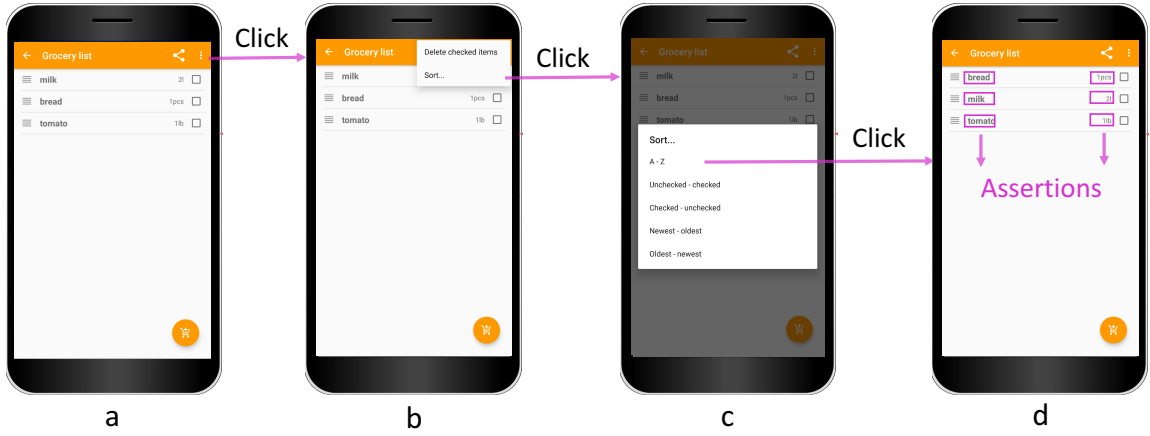 Grocery list
milk 2l
bread 1pcs
tomato 1lb
a
Click
Grocery list
Delete checked items
Sort...
milk
bread 1pcs
tomato 1lb
b
Click
Grocery list
milk 2l
bread 1pcs
tomato 1lb
Sort...
A - Z
Unchecked - checked
Checked - unchecked
Newest - oldest
Oldest - newest
c
Click
Grocery list
bread 1pcs
milk 2l
tomato 1lb
Assertions
d